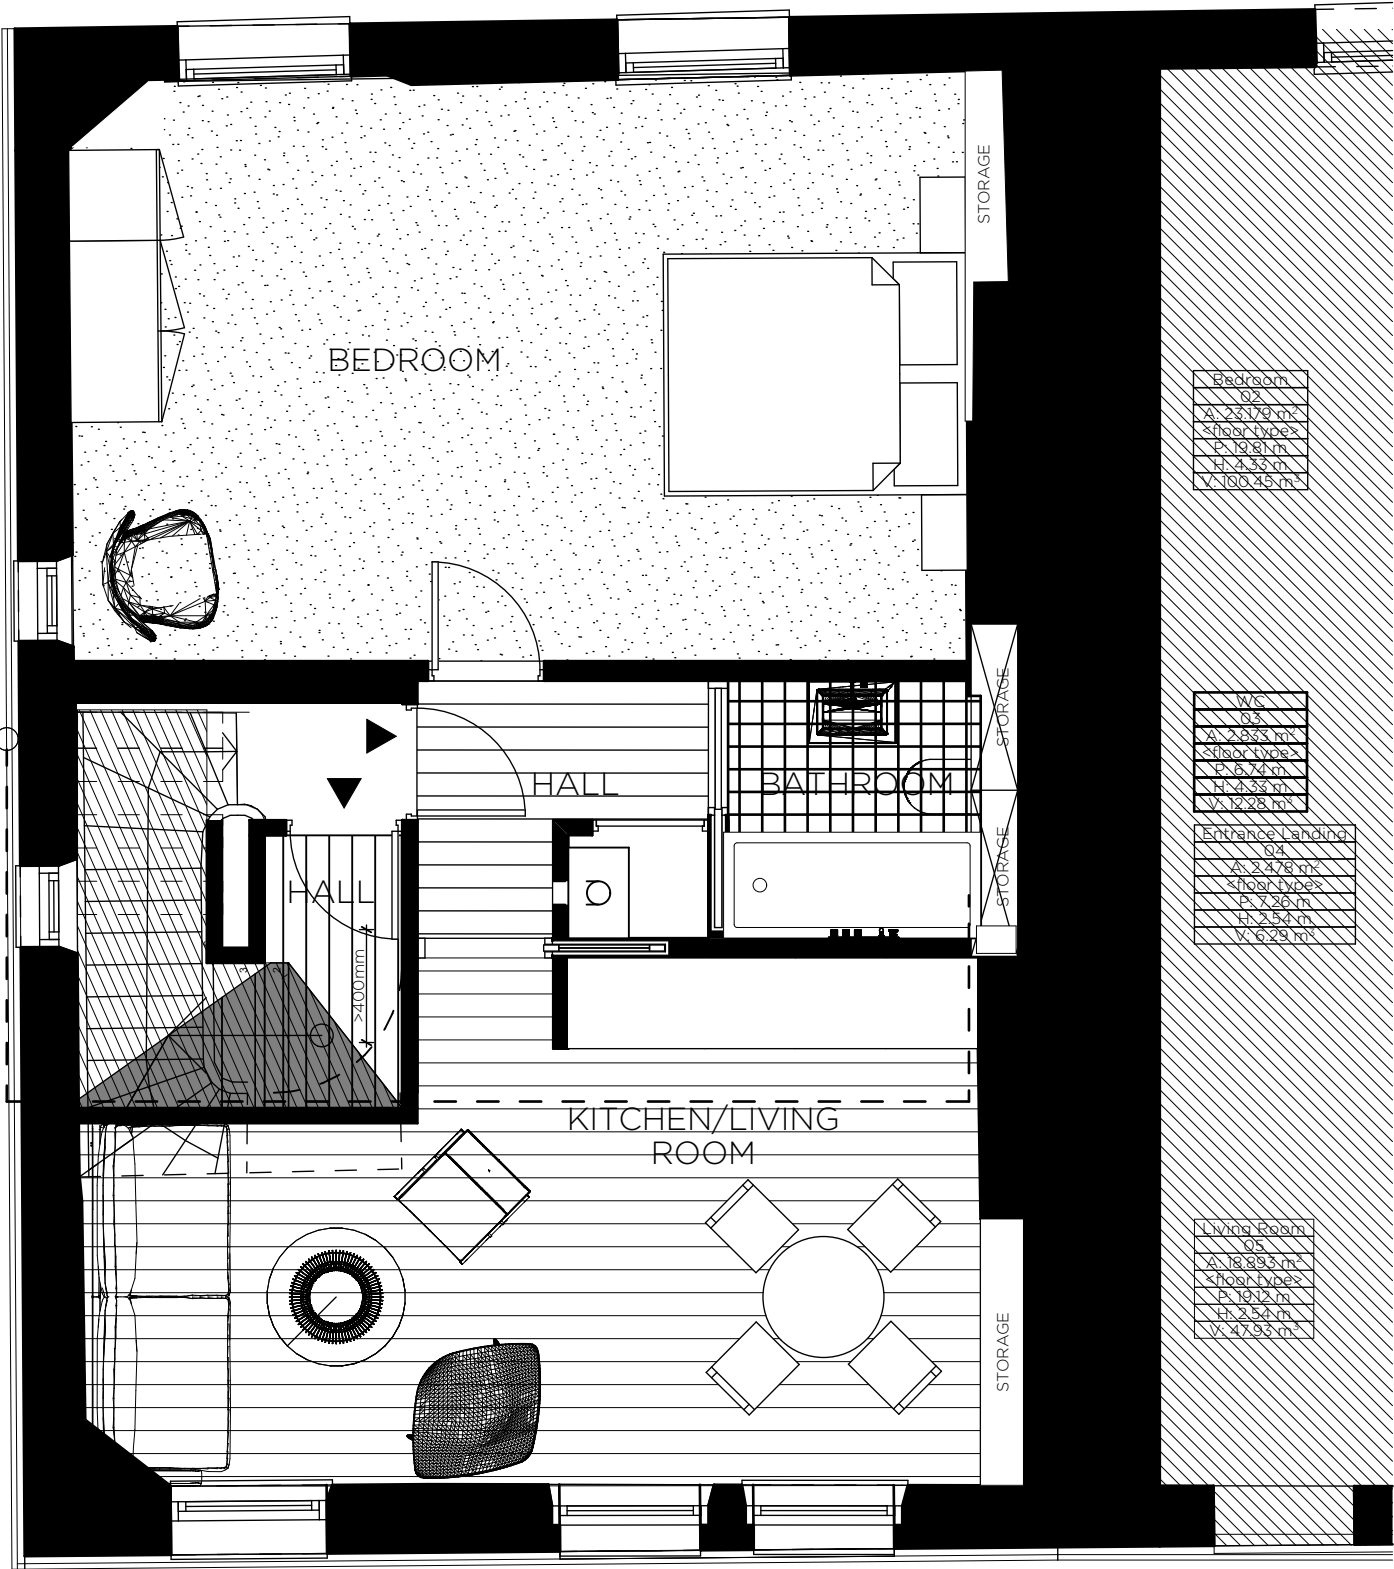 STORAGE
BEDROOM
Bedroom
02
A: 23.179 m²
<floor type>
P: 19.81 m
H: 4.33 m
V: 100.45 m³
STORAGE
HALL
BATHROOM
WC
03
A: 2.833 m²
<floor type>
P: 6.74 m
H: 4.33 m
V: 12.28 m³
STORAGE
HALL
Entrance Landing
04
A: 2.478 m²
<floor type>
P: 7.26 m
H: 2.54 m
V: 6.29 m³
3
2
>400mm
KITCHEN/LIVING
ROOM
STORAGE
Living Room
05
A: 18.893 m²
<floor type>
P: 19.12 m
H: 2.54 m
V: 47.93 m³